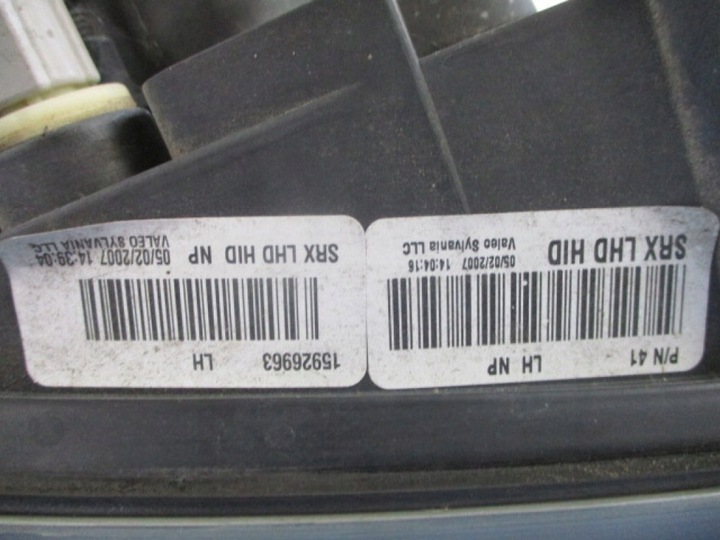 P/N 41 LH NP
SRX LHD HID
05/02/2007 14:04:16
Valeo Sylvania LLC
15926963 LH
SRX LHD HID NP
05/02/2007 14:39:04
VALEO SYLVANIA LLC